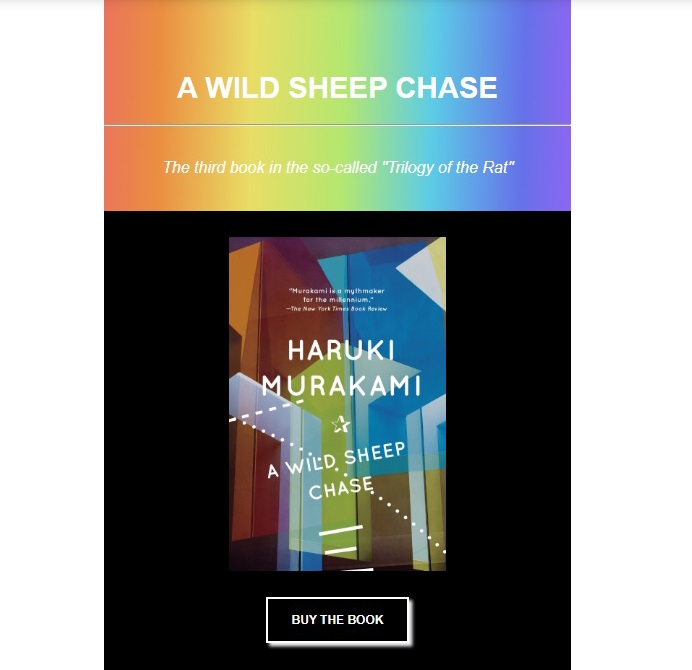 A WILD SHEEP CHASE
The third book in the so-called "Trilogy of the Rat"
"Murakami is a mythmaker
for the millennium."
—The New York Times Book Review
HARUKI
MURAKAMI
A WILD SHEEP
CHASE
BUY THE BOOK